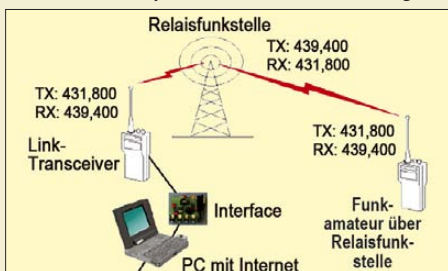 Relaisfunkstelle
TX: 439,400
RX: 431,800
TX: 431,800
RX: 439,400
Link-
Transceiver
TX: 431,800
RX: 439,400
Interface
Funk-
amateur über
Relaisfunk-
stelle
PC mit Internet